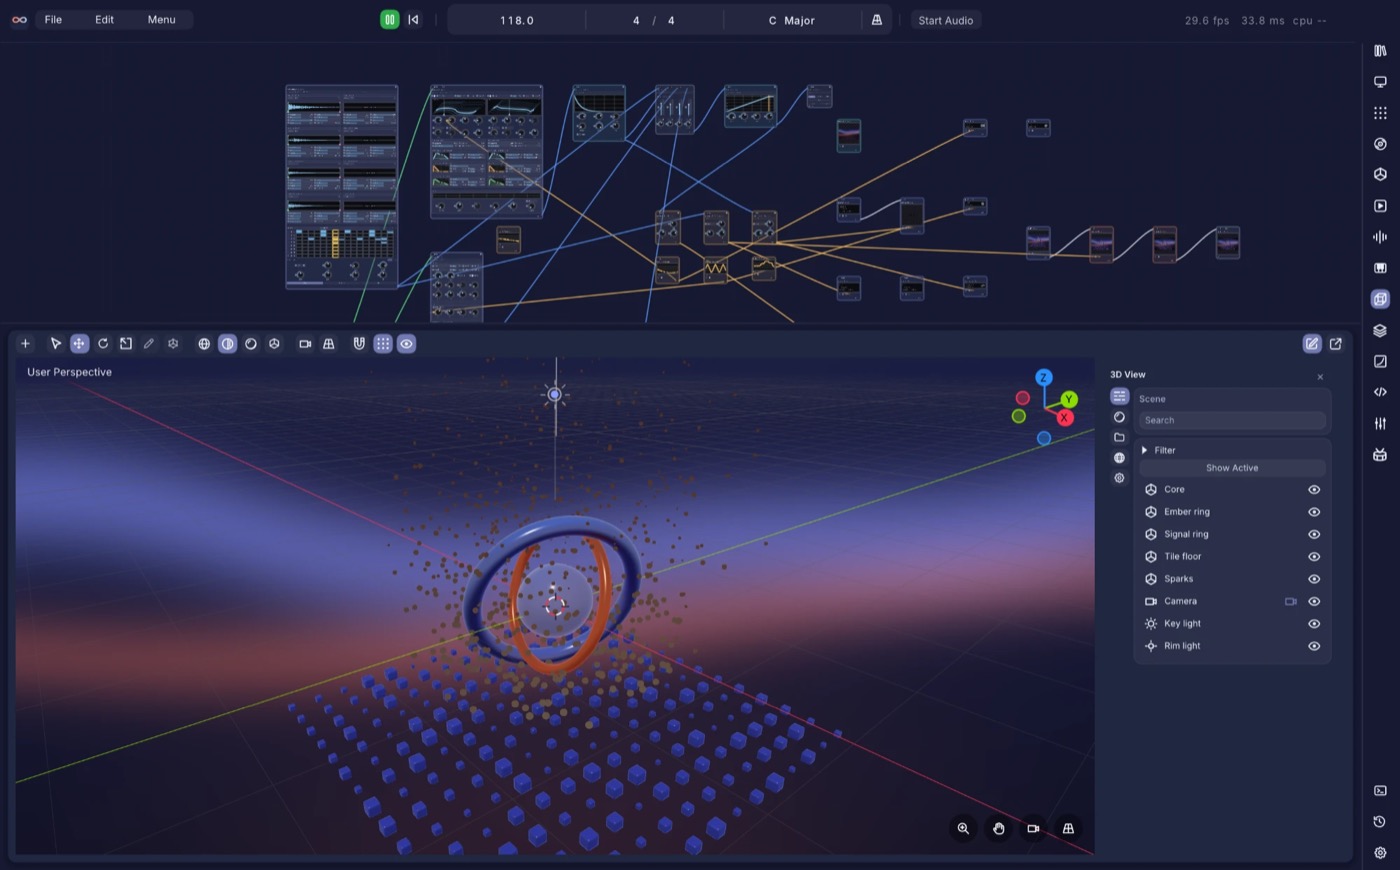 File Edit Menu
118.0
4 / 4
C Major
Start Audio
29.6 fps 33.8 ms cpu --
User Perspective
Z
Y
X
3D View
Scene
Search
Filter
Show Active
Core
Ember ring
Signal ring
Tile floor
Sparks
Camera
Key light
Rim light